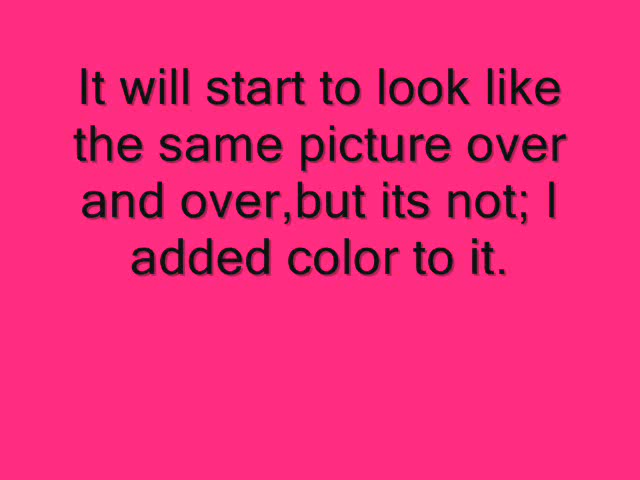 It will start to look like
the same picture over
and over,but its not; I
added color to it.